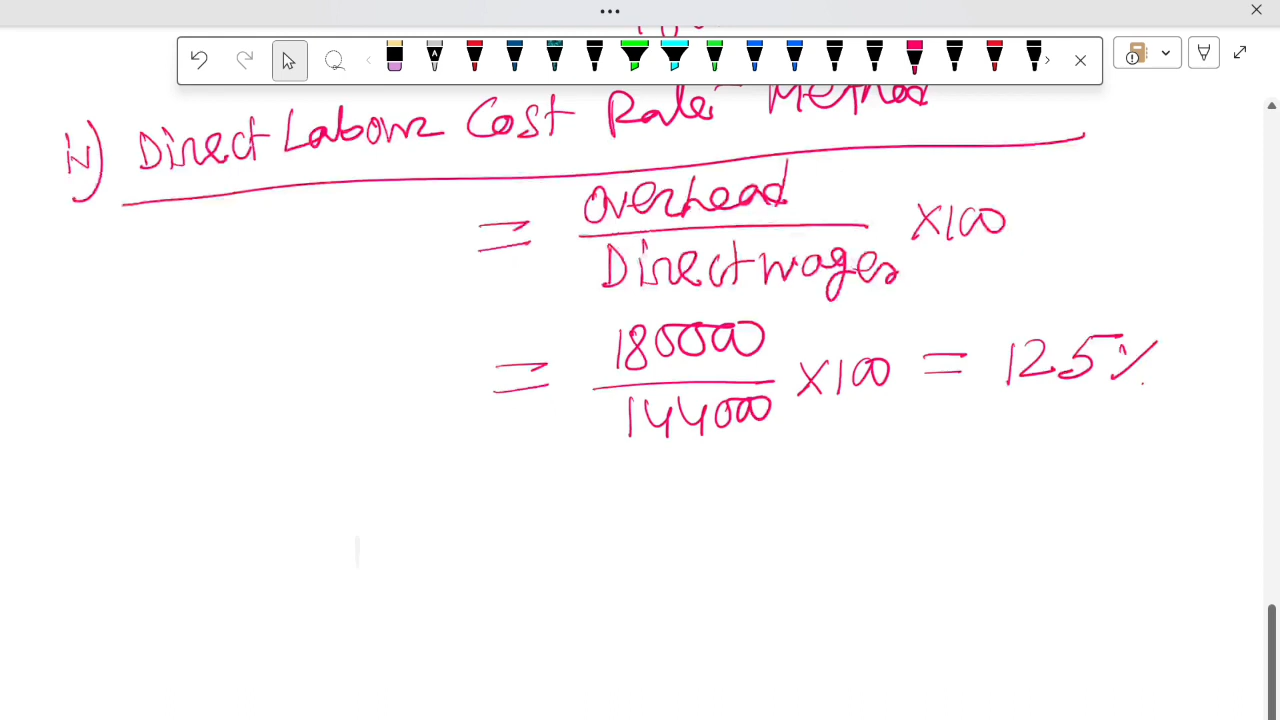 iv) Direct Labour Cost Rate Method
= overhead / Direct wages ×100
= 180000 / 144000 ×100 = 125%